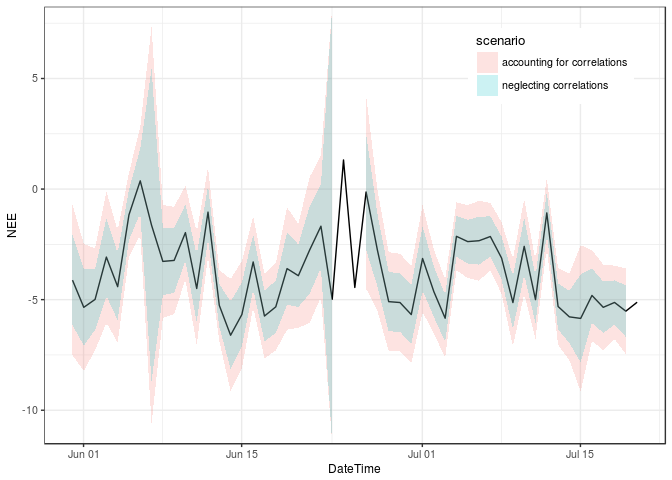 scenario
accounting for correlations
neglecting correlations
5
0
-5
-10
NEE
Jun 01
Jun 15
Jul 01
Jul 15
DateTime